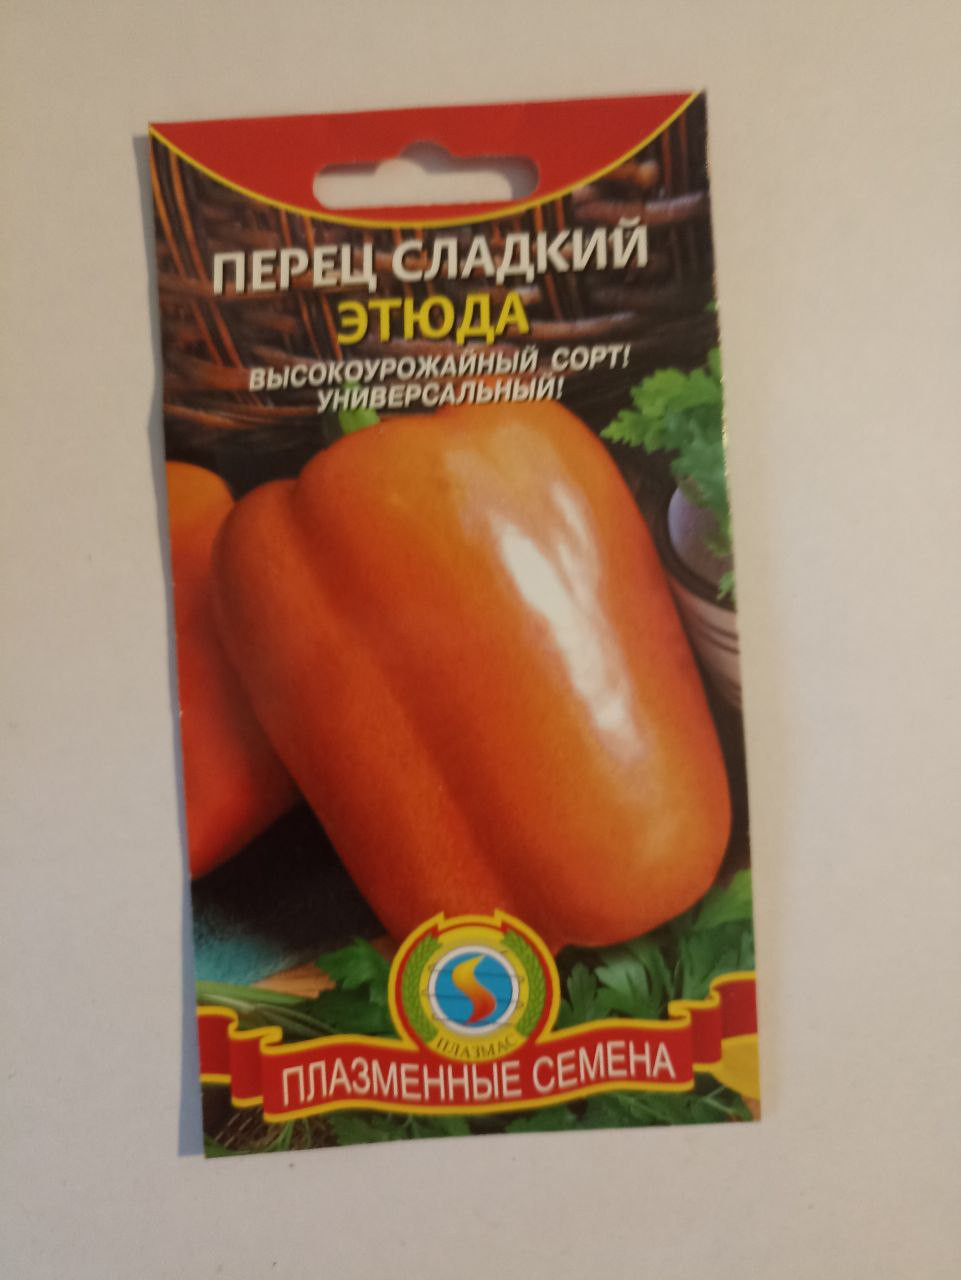 ПЕРЕЦ СЛАДКИЙ
ЭТЮДА
ВЫСОКОУРОЖАЙНЫЙ СОРТ!
УНИВЕРСАЛЬНЫЙ!
ПЛАЗМАС
ПЛАЗМЕННЫЕ СЕМЕНА